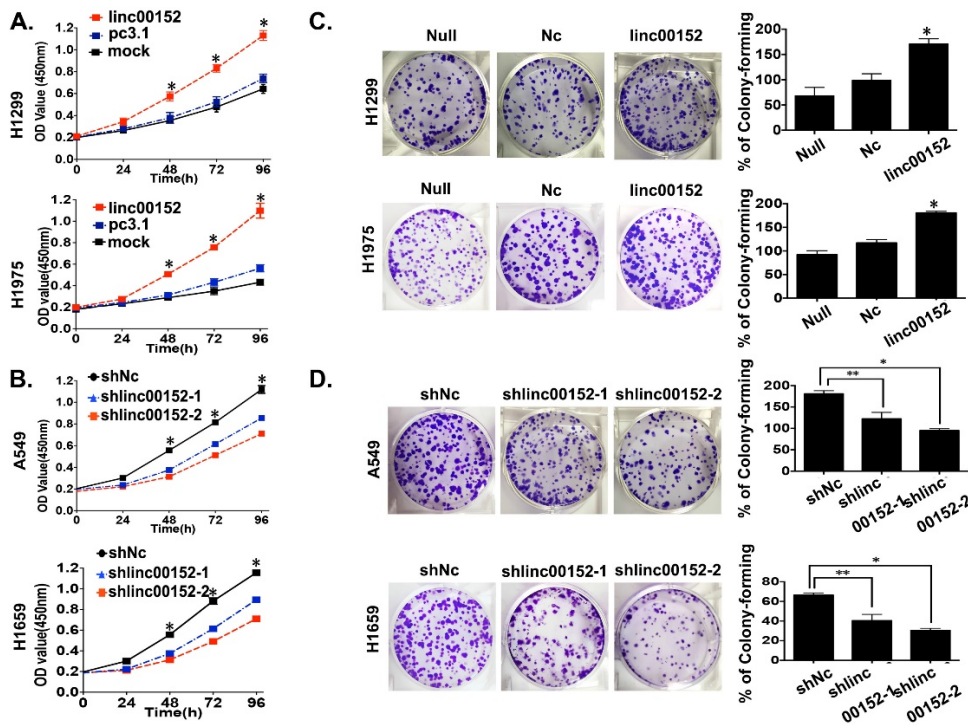 A.
linc00152
pc3.1
mock
H1299
OD Value (450nm)
1.2
1.0
0.8
0.6
0.4
0.2
0.0
*
*
*
0
24
48
72
96
Time(h)
linc00152
pc3.1
mock
H1975
OD value(450nm)
1.2
1.0
0.8
0.6
0.4
0.2
0.0
*
*
*
0
24
48
72
96
Time(h)
B.
shNc
shlinc00152-1
shlinc00152-2
A549
OD Value(450nm)
1.2
1.0
0.8
0.6
0.4
0.2
0.0
*
*
*
0
24
48
72
96
Time(h)
shNc
shlinc00152-1
shlinc00152-2
H1659
OD value(450nm)
1.2
1.0
0.8
0.6
0.4
0.2
0.0
*
*
*
0
24
48
72
96
Time(h)
C.
Null
Nc
linc00152
H1299
% of Colony-forming
200
150
100
50
0
*
Null
Nc
linc00152
Null
Nc
linc00152
H1975
% of Colony-forming
200
150
100
50
0
*
Null
Nc
linc00152
D.
shNc
shlinc00152-1
shlinc00152-2
A549
% of Colony-forming
200
150
100
50
0
*
**
shNc
shlinc
00152-1
shlinc
00152-2
shNc
shlinc00152-1
shlinc00152-2
H1659
% of Colony-forming
80
60
40
20
0
*
**
shNc
shlinc
00152-1
shlinc
00152-2